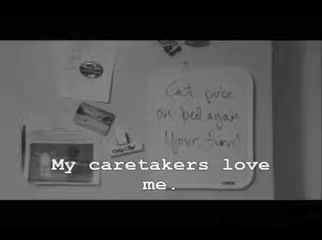 Cat puke
on bed again
Your turn!
My caretakers love
me.